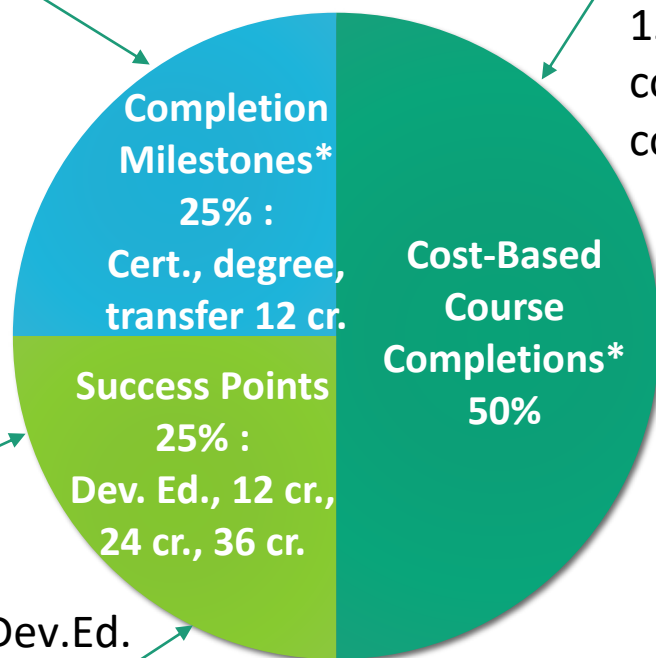 Completion
Milestones*
25% :
Cert., degree,
transfer 12 cr.
Cost-Based
Course
Completions*
50%
Success Points
25% :
Dev. Ed., 12 cr.,
24 cr., 36 cr.
Dev.Ed.